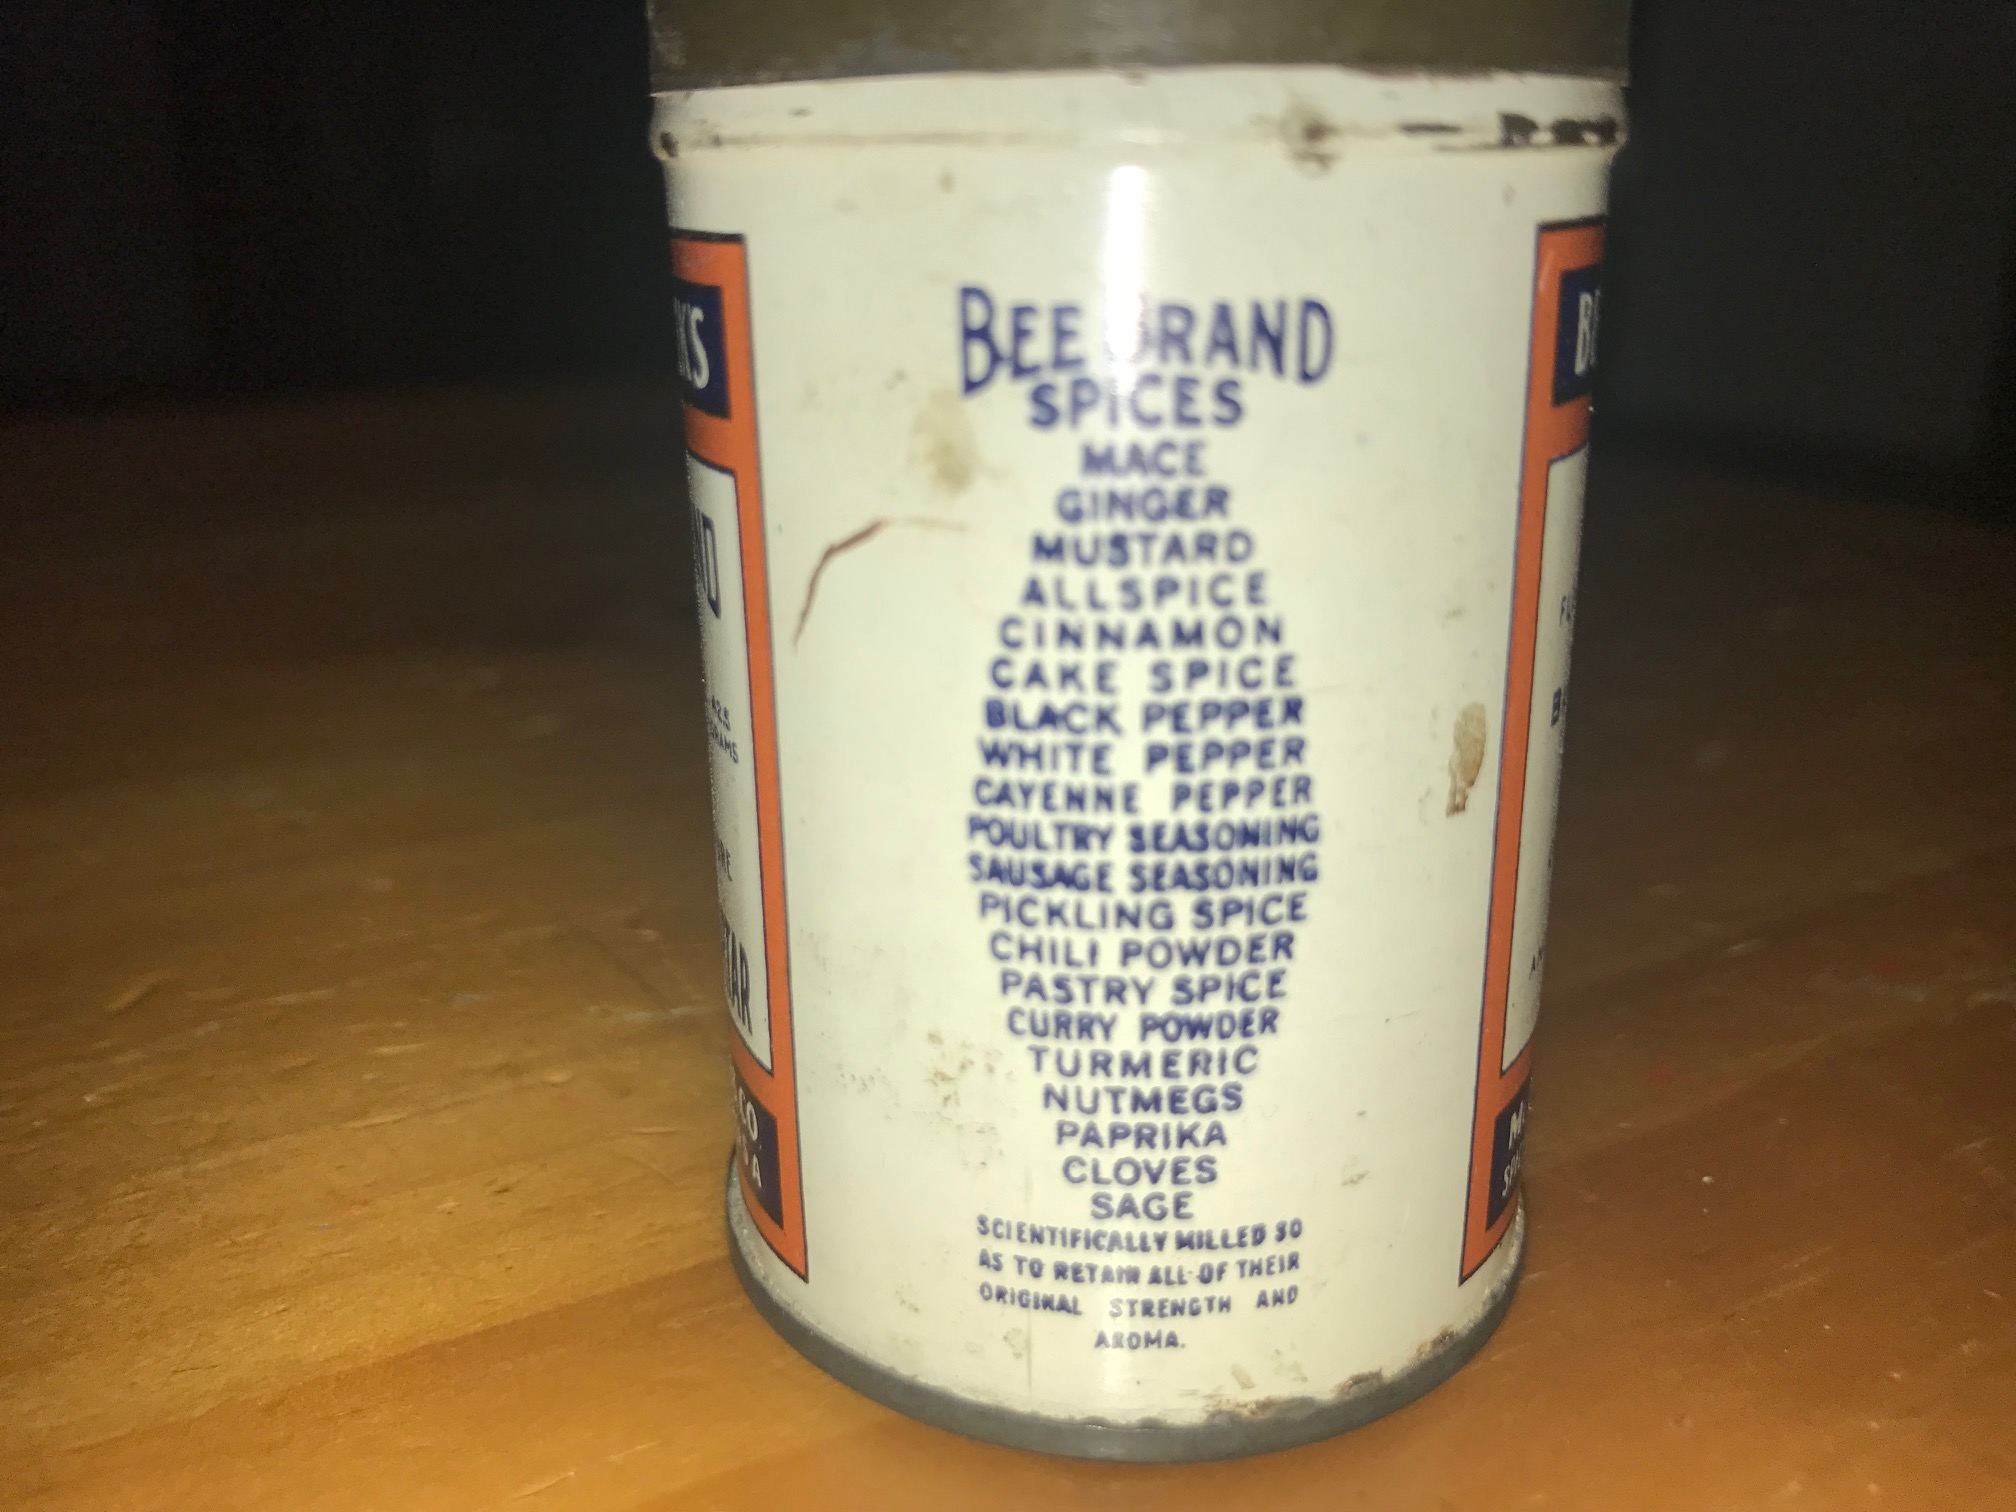 BEE BRAND
SPICES
MACE
GINGER
MUSTARD
ALLSPICE
CINNAMON
CAKE SPICE
BLACK PEPPER
WHITE PEPPER
CAYENNE PEPPER
POULTRY SEASONING
SAUSAGE SEASONING
PICKLING SPICE
CHILI POWDER
PASTRY SPICE
CURRY POWDER
TURMERIC
NUTMEGS
PAPRIKA
CLOVES
SAGE
SCIENTIFICALLY MILLED SO
AS TO RETAIN ALL OF THEIR
ORIGINAL STRENGTH AND
AROMA.
CO.